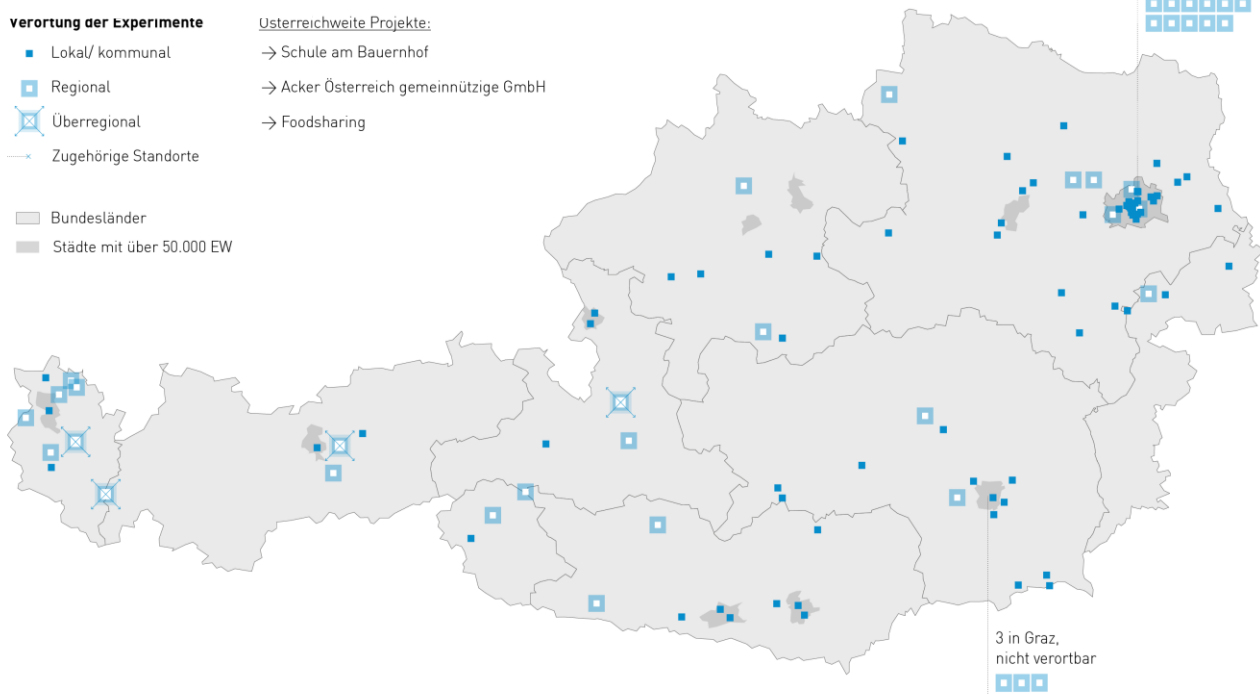 Verortung der Experimente
Lokal/ kommunal
Regional
Überregional
Zugehörige Standorte
Bundesländer
Städte mit über 50.000 EW
Österreichweite Projekte:
→ Schule am Bauernhof
→ Acker Österreich gemeinnützige GmbH
→ Foodsharing
3 in Graz,
nicht verortbar